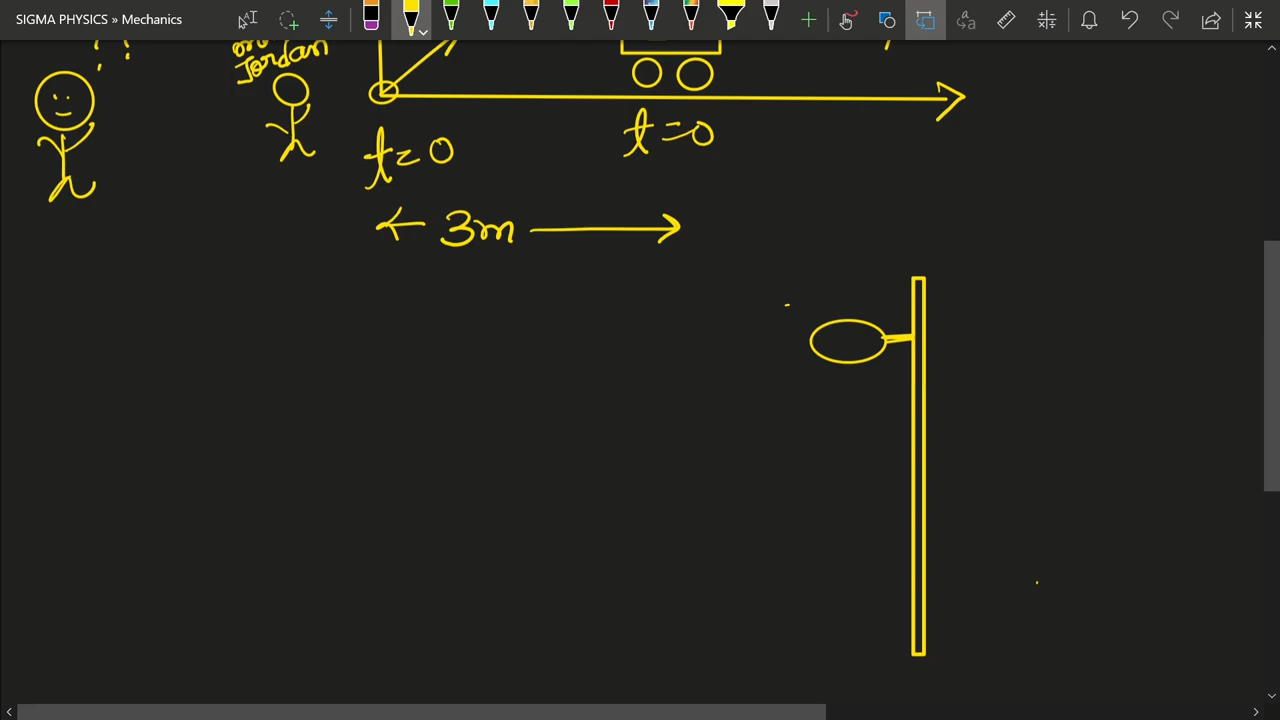 SIGMA PHYSICS » Mechanics
Jordan
t = 0
t = 0
3m